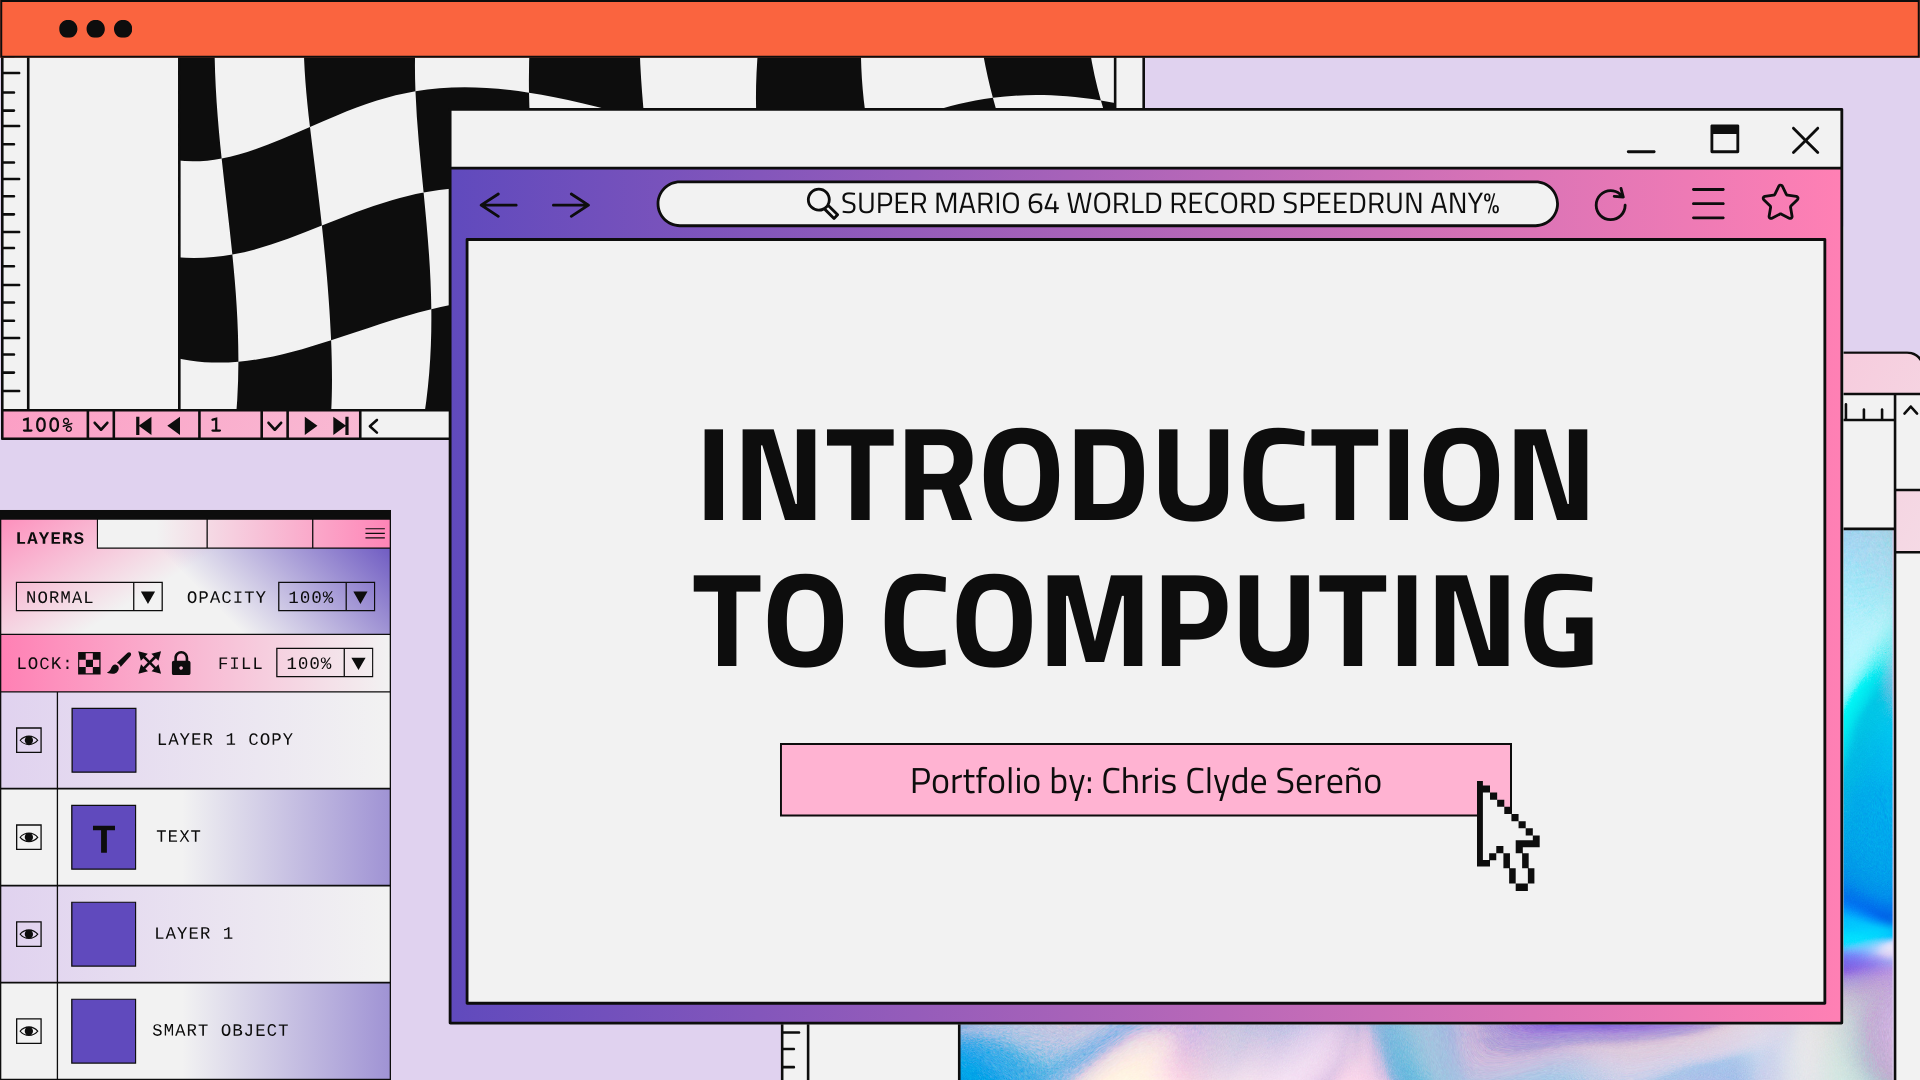 SUPER MARIO 64 WORLD RECORD SPEEDRUN ANY%
INTRODUCTION
TO COMPUTING
Portfolio by: Chris Clyde Sereño
100%
1
LAYERS
NORMAL
OPACITY
100%
LOCK:
FILL
100%
LAYER 1 COPY
T
TEXT
LAYER 1
SMART OBJECT